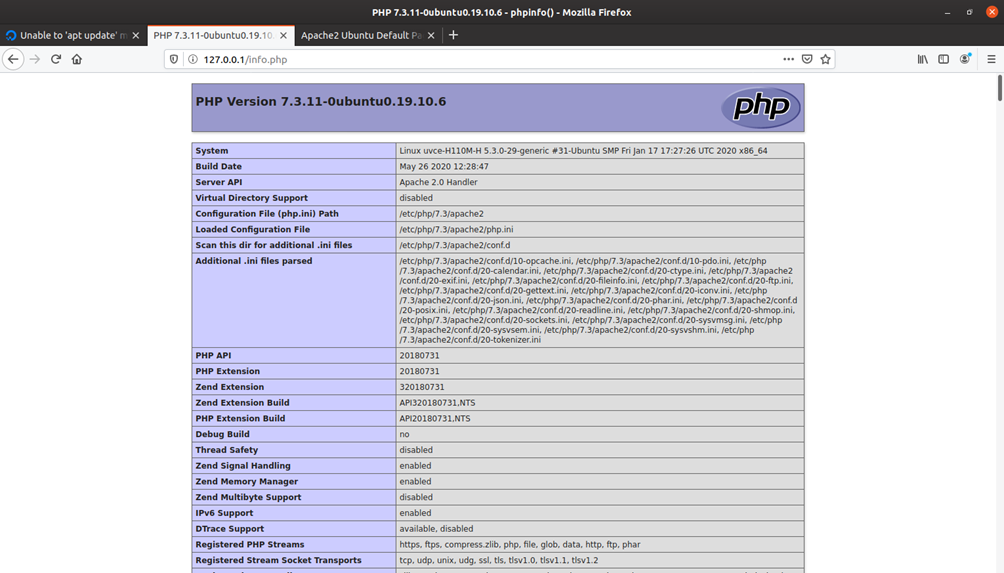 PHP 7.3.11-0ubuntu0.19.10.6 - phpinfo() - Mozilla Firefox
Unable to 'apt update' m
PHP 7.3.11-0ubuntu0.19.10.
Apache2 Ubuntu Default Pa
127.0.0.1/info.php
PHP Version 7.3.11-0ubuntu0.19.10.6
php
System Linux uvce-H110M-H 5.3.0-29-generic #31-Ubuntu SMP Fri Jan 17 17:27:26 UTC 2020 x86_64
Build Date May 26 2020 12:28:47
Server API Apache 2.0 Handler
Virtual Directory Support disabled
Configuration File (php.ini) Path /etc/php/7.3/apache2
Loaded Configuration File /etc/php/7.3/apache2/php.ini
Scan this dir for additional .ini files /etc/php/7.3/apache2/conf.d
Additional .ini files parsed /etc/php/7.3/apache2/conf.d/10-opcache.ini, /etc/php/7.3/apache2/conf.d/10-pdo.ini, /etc/php
/7.3/apache2/conf.d/20-calendar.ini, /etc/php/7.3/apache2/conf.d/20-ctype.ini, /etc/php/7.3/apache2
/conf.d/20-exif.ini, /etc/php/7.3/apache2/conf.d/20-fileinfo.ini, /etc/php/7.3/apache2/conf.d/20-ftp.ini,
/etc/php/7.3/apache2/conf.d/20-gettext.ini, /etc/php/7.3/apache2/conf.d/20-iconv.ini, /etc/php
/7.3/apache2/conf.d/20-json.ini, /etc/php/7.3/apache2/conf.d/20-phar.ini, /etc/php/7.3/apache2/conf.d
/20-posix.ini, /etc/php/7.3/apache2/conf.d/20-readline.ini, /etc/php/7.3/apache2/conf.d/20-shmop.ini,
/etc/php/7.3/apache2/conf.d/20-sockets.ini, /etc/php/7.3/apache2/conf.d/20-sysvmsg.ini, /etc/php
/7.3/apache2/conf.d/20-sysvsem.ini, /etc/php/7.3/apache2/conf.d/20-sysvshm.ini, /etc/php
/7.3/apache2/conf.d/20-tokenizer.ini
PHP API 20180731
PHP Extension 20180731
Zend Extension 320180731
Zend Extension Build API320180731,NTS
PHP Extension Build API20180731,NTS
Debug Build no
Thread Safety disabled
Zend Signal Handling enabled
Zend Memory Manager enabled
Zend Multibyte Support disabled
IPv6 Support enabled
DTrace Support available, disabled
Registered PHP Streams https, ftps, compress.zlib, php, file, glob, data, http, ftp, phar
Registered Stream Socket Transports tcp, udp, unix, udg, ssl, tls, tlsv1.0, tlsv1.1, tlsv1.2